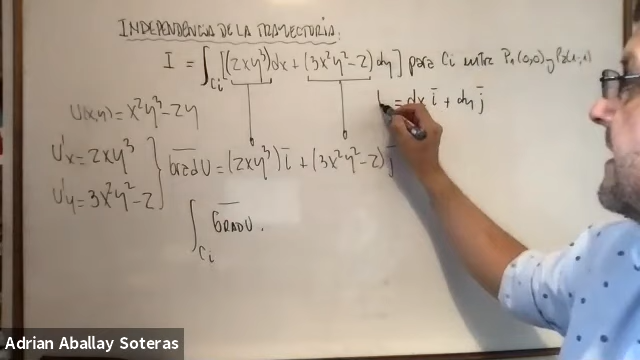 INDEPENDENCIA DE LA TRAYECTORIA:
I = ∫Ci [(2xy³)dx + (3x²y²-2)dy] para Ci entre P1(0,0) y P2(1,1)
U(x,y) = x²y³ - 2y
= dx i + dy j
U'x = 2xy³
grad U = (2xy³) i + (3x²y²-2) j
U'y = 3x²y² - 2
∫Ci GRAD U .
Adrian Aballay Soteras